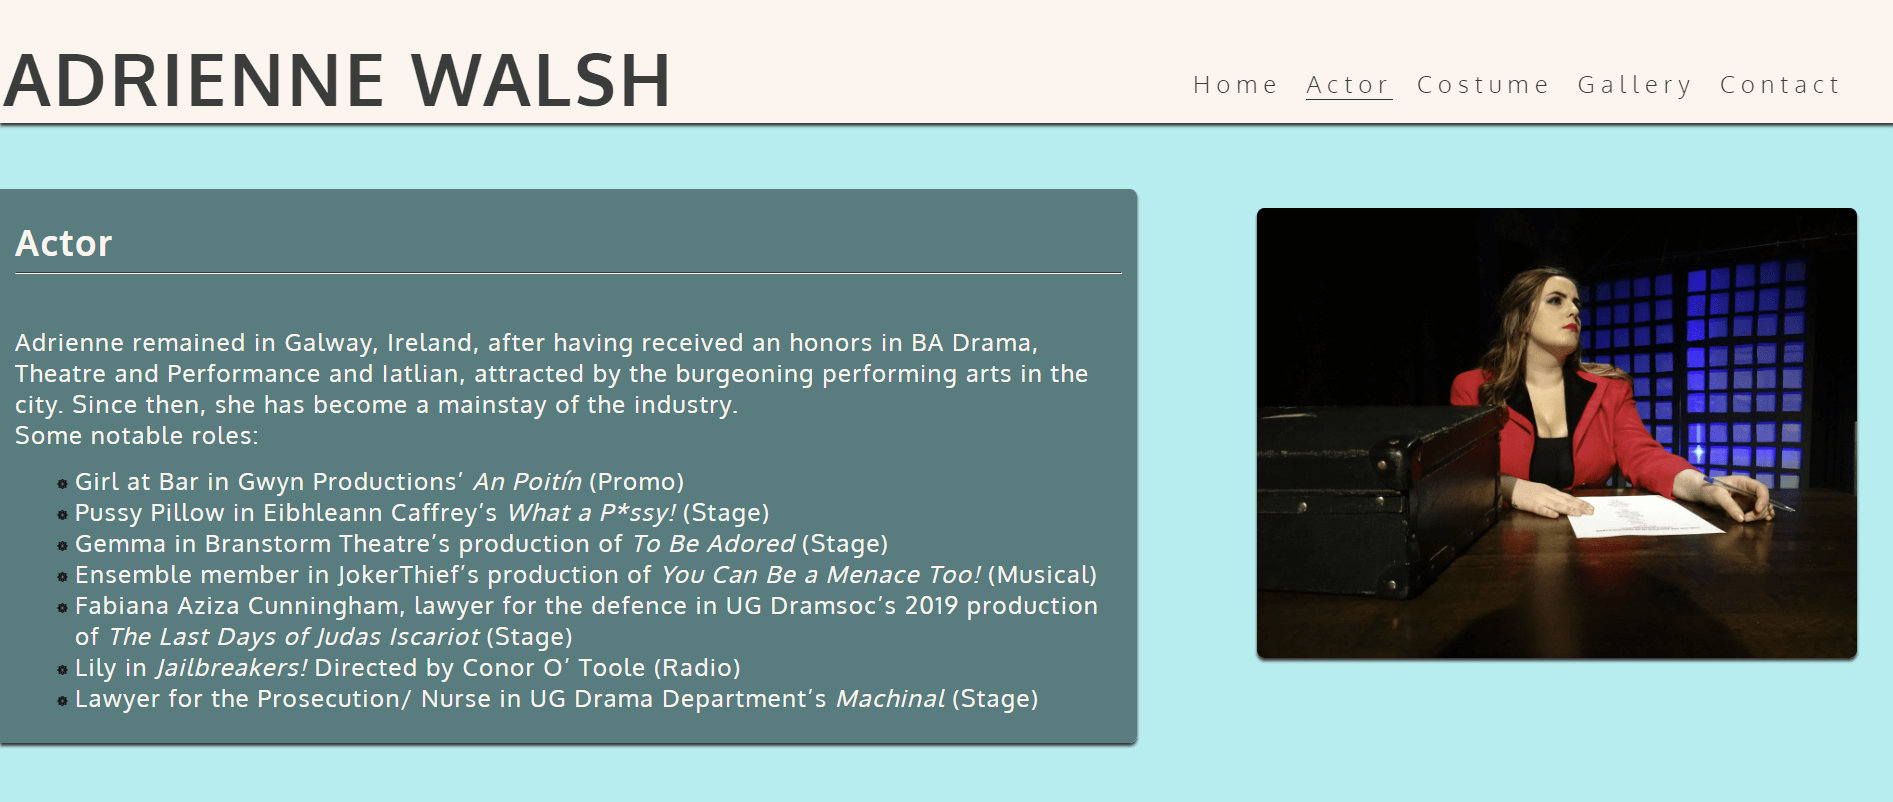 ADRIENNE WALSH
Home Actor Costume Gallery Contact
Actor
Adrienne remained in Galway, Ireland, after having received an honors in BA Drama,
Theatre and Performance and Iatlian, attracted by the burgeoning performing arts in the
city. Since then, she has become a mainstay of the industry.
Some notable roles:
Girl at Bar in Gwyn Productions’ An Poitín (Promo)
Pussy Pillow in Eibhleann Caffrey’s What a P*ssy! (Stage)
Gemma in Branstorm Theatre’s production of To Be Adored (Stage)
Ensemble member in JokerThief’s production of You Can Be a Menace Too! (Musical)
Fabiana Aziza Cunningham, lawyer for the defence in UG Dramsoc’s 2019 production
of The Last Days of Judas Iscariot (Stage)
Lily in Jailbreakers! Directed by Conor O’ Toole (Radio)
Lawyer for the Prosecution/ Nurse in UG Drama Department’s Machinal (Stage)